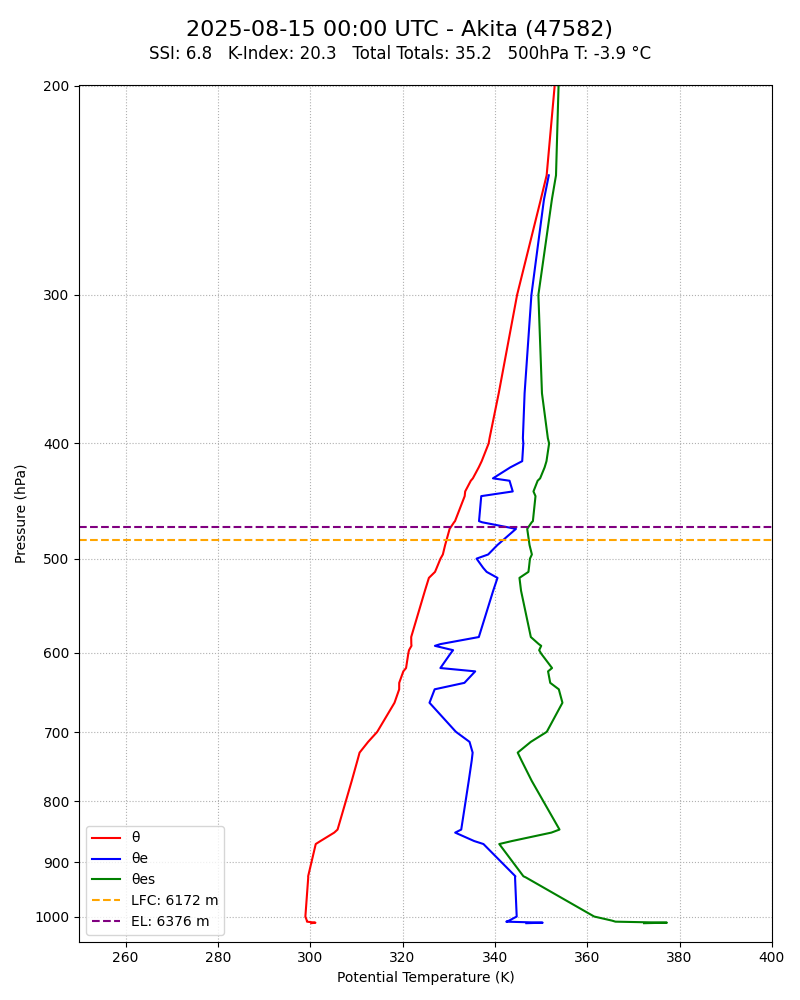 2025-08-15 00:00 UTC - Akita (47582)
SSI: 6.8 K-Index: 20.3 Total Totals: 35.2 500hPa T: -3.9 °C
200
300
400
500
600
700
800
900
1000
Pressure (hPa)
θ
θe
θes
LFC: 6172 m
EL: 6376 m
260 280 300 320 340 360 380 400
Potential Temperature (K)